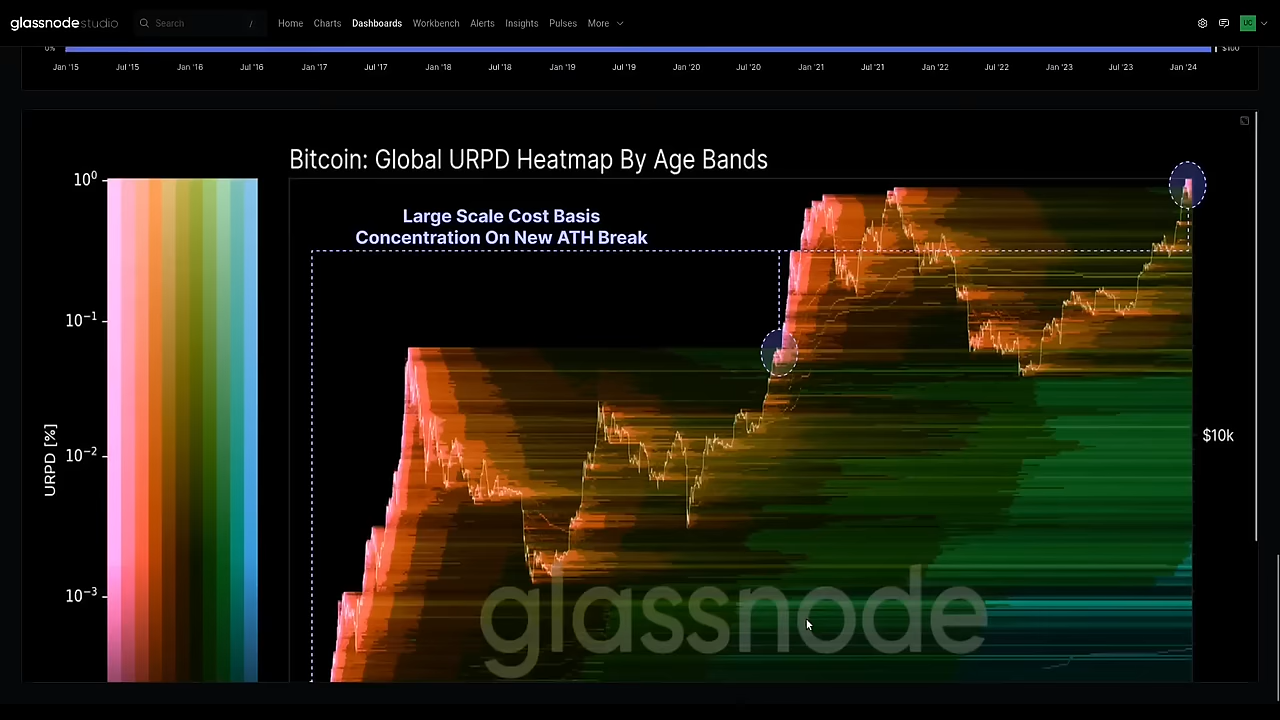 glassnode studio
Search /
Home Charts Dashboards Workbench Alerts Insights Pulses More
UC
0% $100
Jan '15 Jul '15 Jan '16 Jul '16 Jan '17 Jul '17 Jan '18 Jul '18 Jan '19 Jul '19 Jan '20 Jul '20 Jan '21 Jul '21 Jan '22 Jul '22 Jan '23 Jul '23 Jan '24
Bitcoin: Global URPD Heatmap By Age Bands
10⁰
Large Scale Cost Basis
Concentration On New ATH Break
10⁻¹
$10k
10⁻²
URPD [%]
10⁻³
glassnode